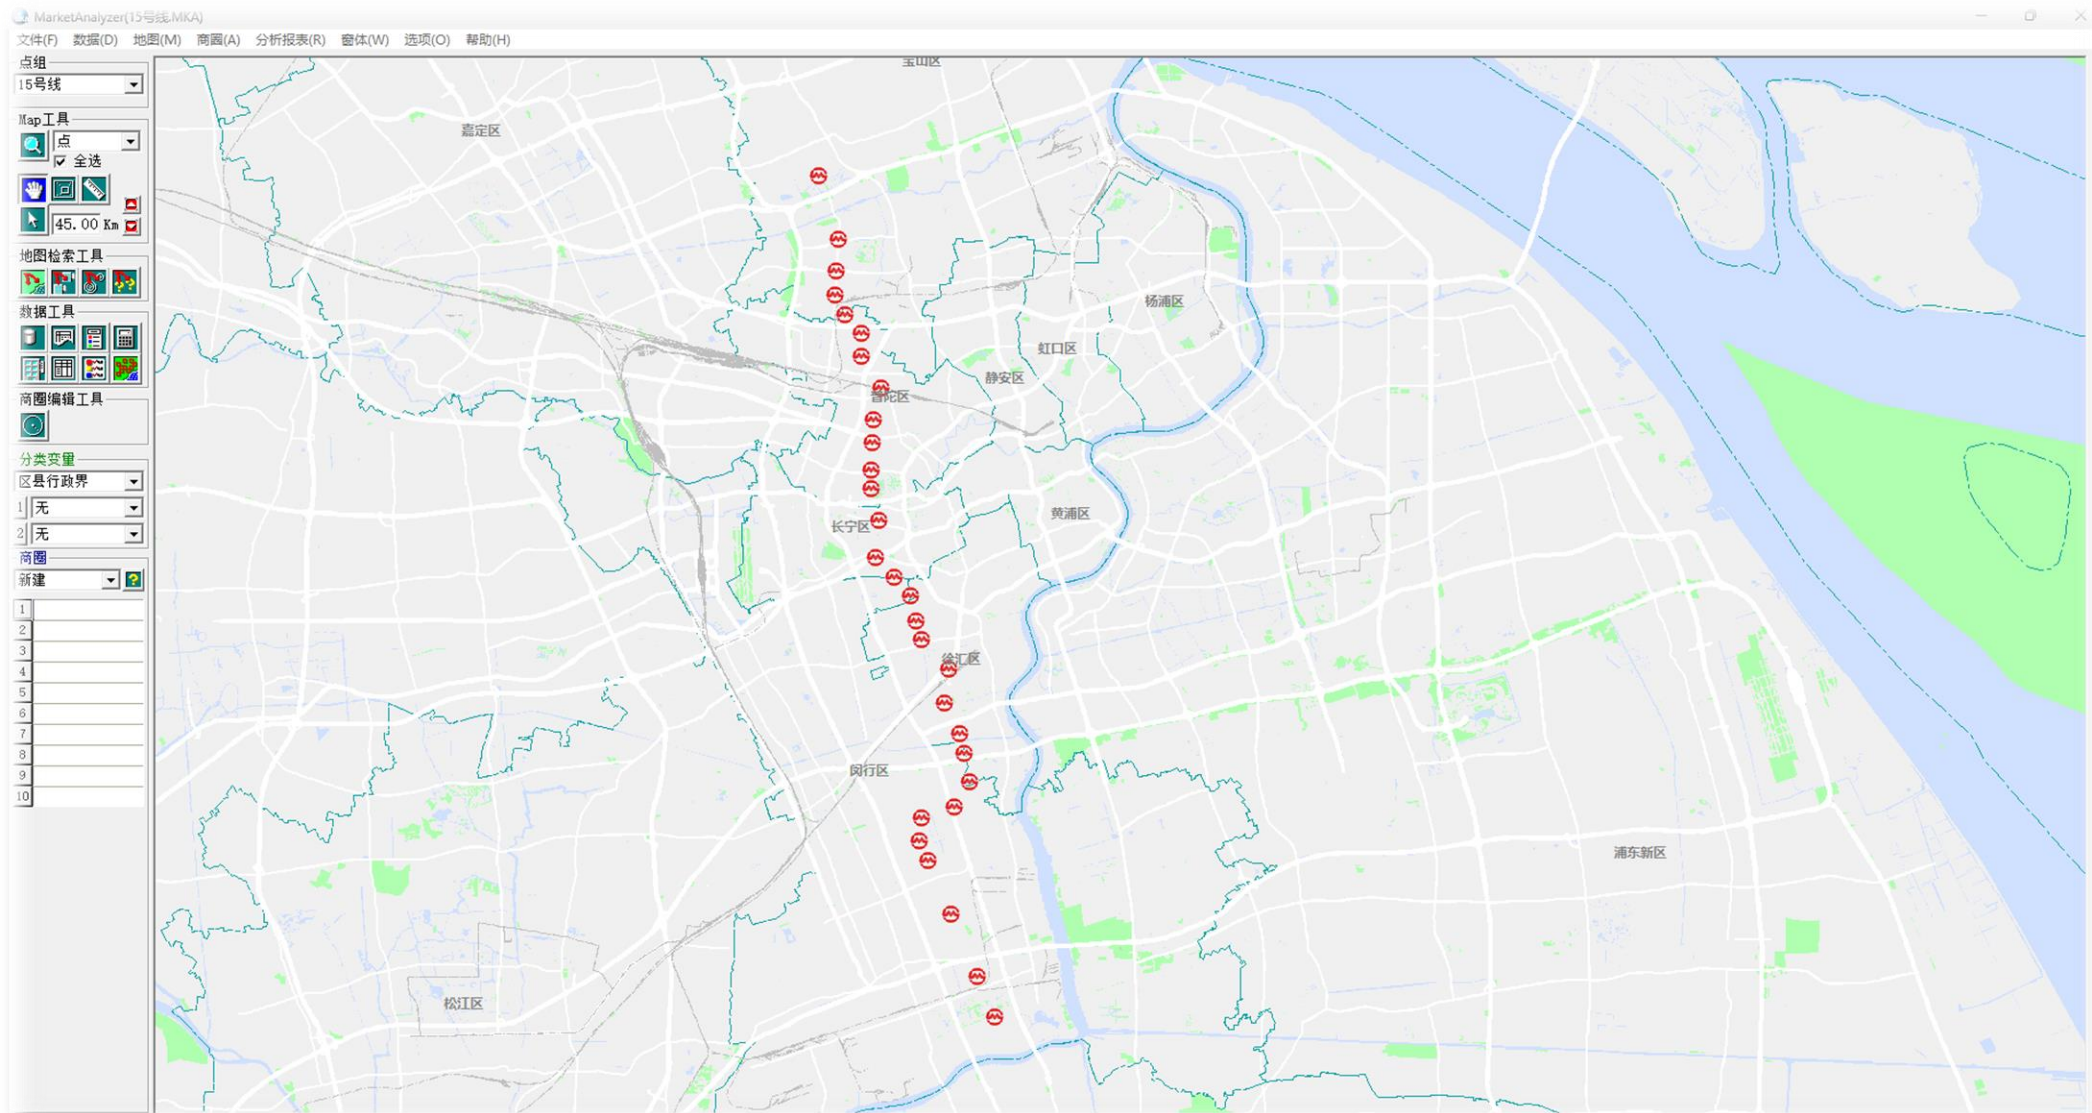 MarketAnalyzer(15号线.MKA)
文件(F) 数据(D) 地图(M) 商圈(A) 分析报表(R) 窗体(W) 选项(O) 帮助(H)
点组
15号线
Map工具
点
全选
45.00 Km
地图检索工具
数据工具
商圈编辑工具
分类变量
区县行政界
1 无
2 无
商圈
新建
?
1
2
3
4
5
6
7
8
9
10
宝山区
嘉定区
杨浦区
虹口区
静安区
普陀区
黄浦区
长宁区
徐汇区
闵行区
浦东新区
松江区